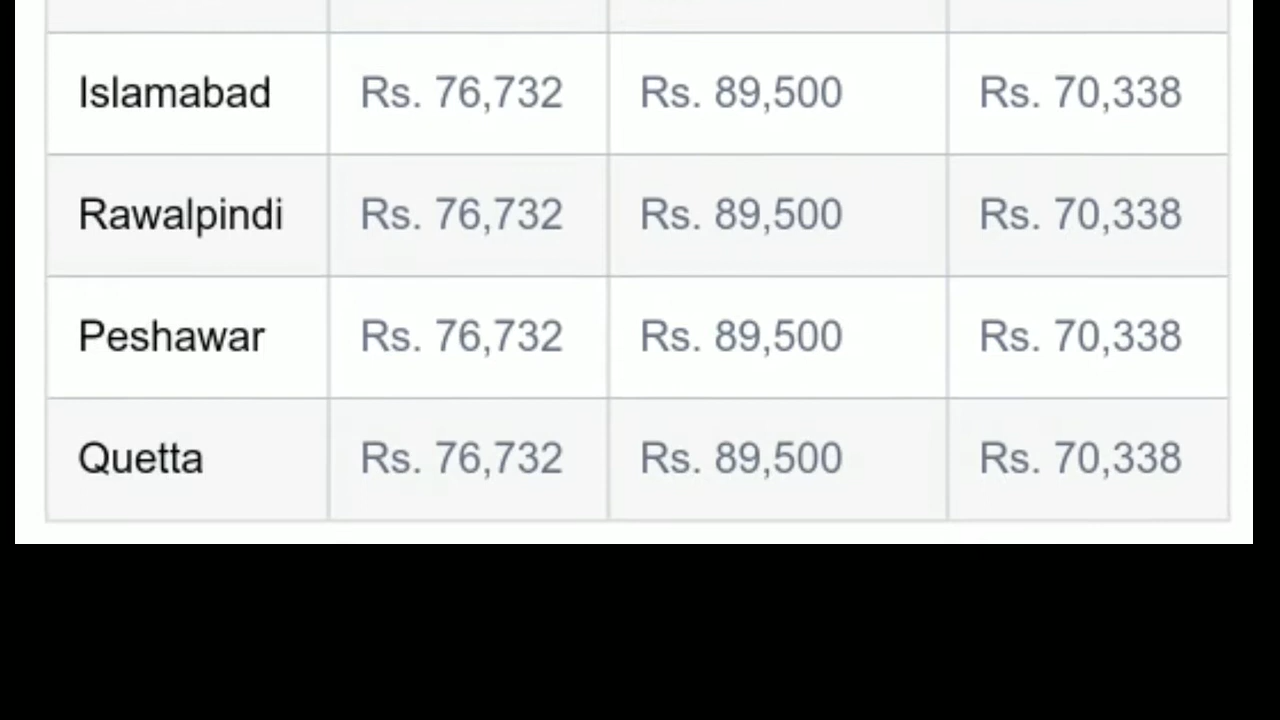 Islamabad Rs. 76,732 Rs. 89,500 Rs. 70,338
Rawalpindi Rs. 76,732 Rs. 89,500 Rs. 70,338
Peshawar Rs. 76,732 Rs. 89,500 Rs. 70,338
Quetta Rs. 76,732 Rs. 89,500 Rs. 70,338